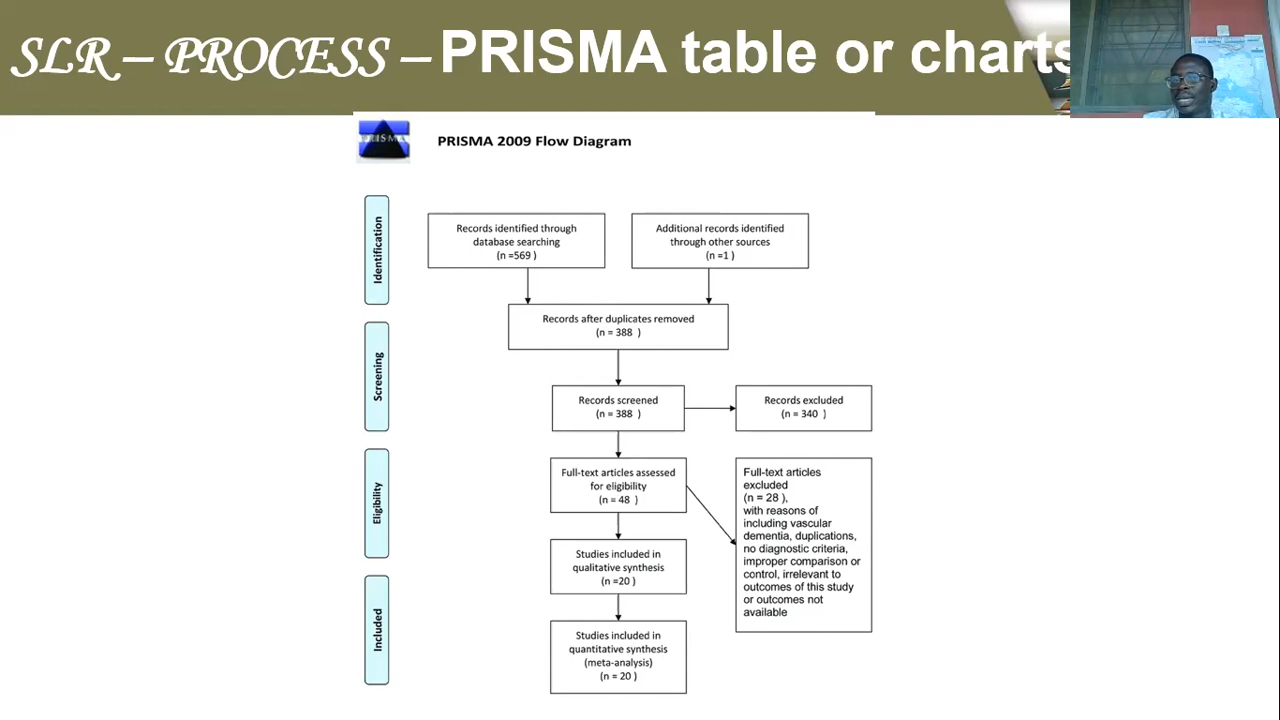 SLR – PROCESS – PRISMA table or charts
PRISMA
PRISMA 2009 Flow Diagram
Identification
Records identified through
database searching
(n =569 )
Additional records identified
through other sources
(n =1 )
Records after duplicates removed
(n = 388 )
Screening
Records screened
(n = 388 )
Records excluded
(n = 340 )
Eligibility
Full-text articles assessed
for eligibility
(n = 48 )
Full-text articles
excluded
(n = 28 ),
with reasons of
including vascular
dementia, duplications,
no diagnostic criteria,
improper comparison or
control, irrelevant to
outcomes of this study
or outcomes not
available
Studies included in
qualitative synthesis
(n =20 )
Included
Studies included in
quantitative synthesis
(meta-analysis)
(n = 20 )